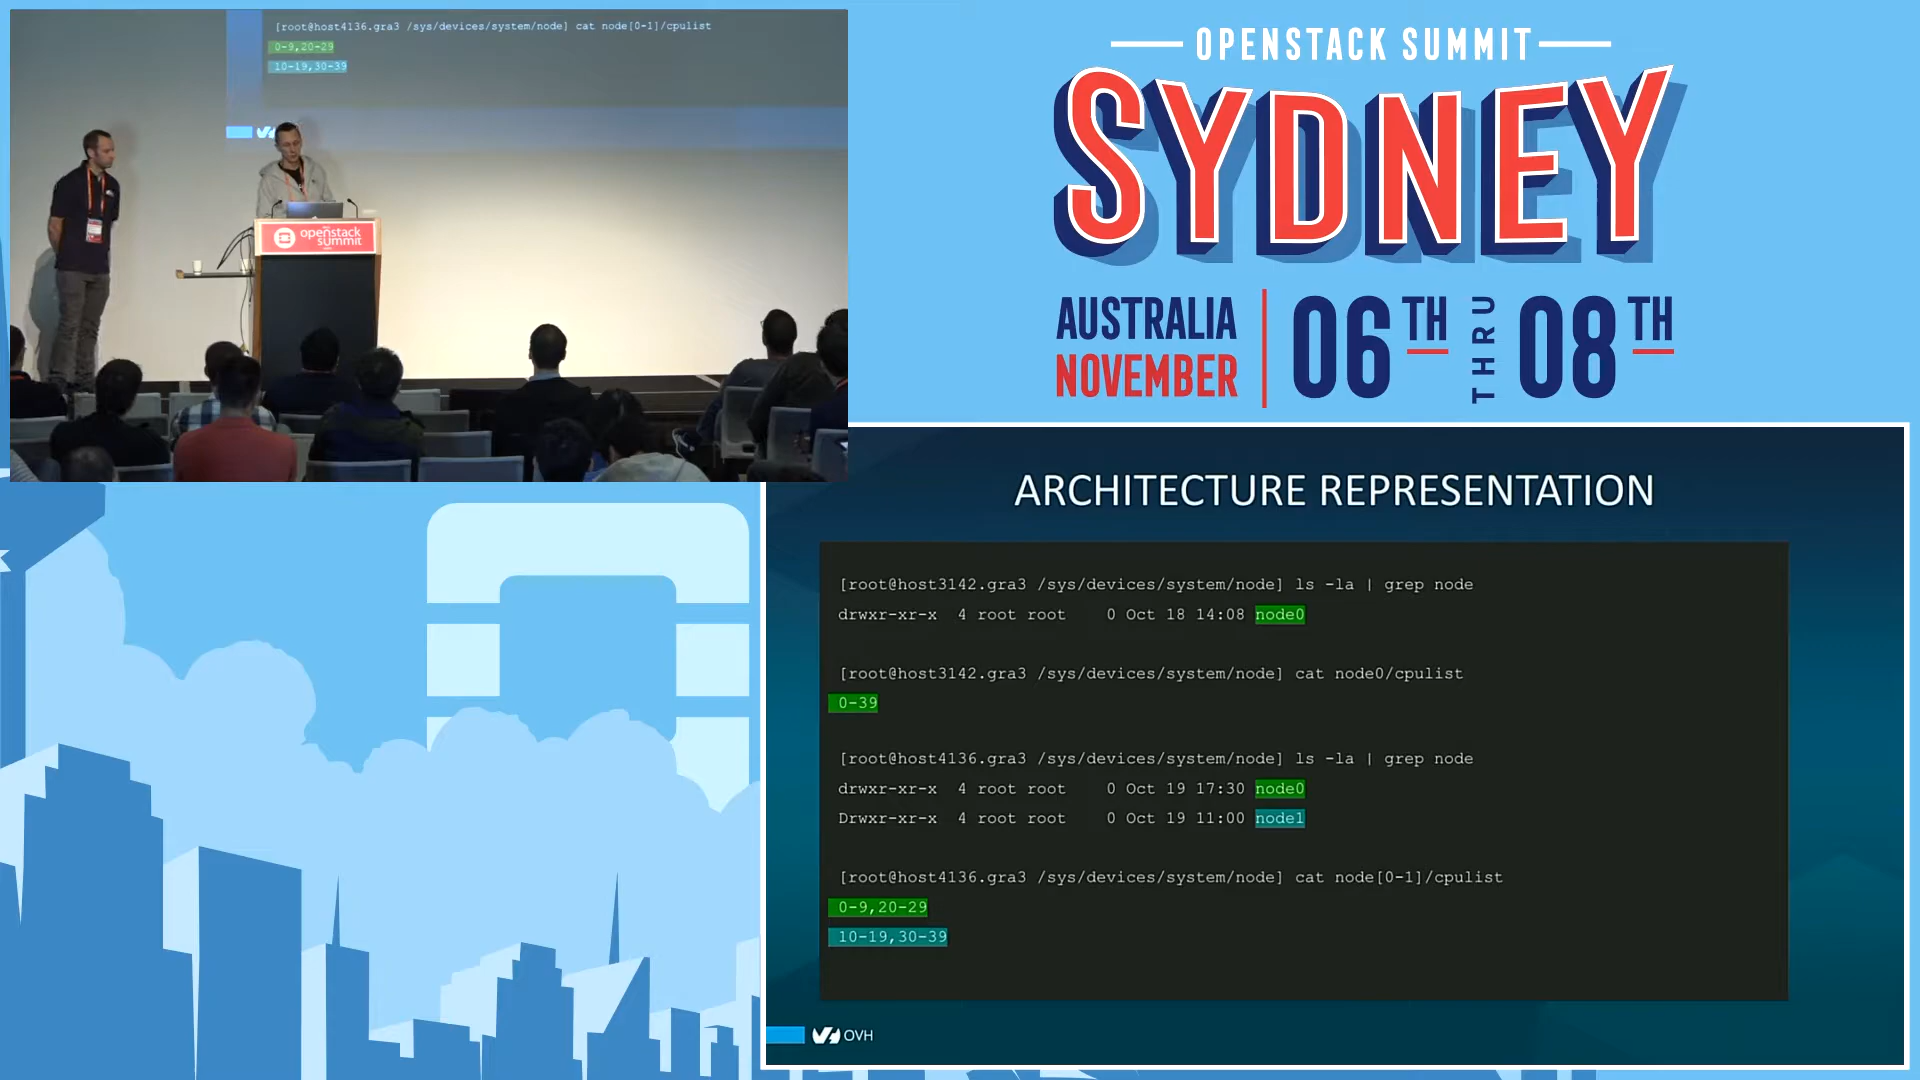 [root@host4136.gra3 /sys/devices/system/node] cat node[0-1]/cpulist
0-9,20-29
10-19,30-39
openstack
summit
OPENSTACK SUMMIT
SYDNEY
AUSTRALIA
NOVEMBER
06TH THRU 08TH
ARCHITECTURE REPRESENTATION
[root@host3142.gra3 /sys/devices/system/node] ls -la | grep node
drwxr-xr-x 4 root root 0 Oct 18 14:08 node0
[root@host3142.gra3 /sys/devices/system/node] cat node0/cpulist
0-39
[root@host4136.gra3 /sys/devices/system/node] ls -la | grep node
drwxr-xr-x 4 root root 0 Oct 19 17:30 node0
Drwxr-xr-x 4 root root 0 Oct 19 11:00 node1
[root@host4136.gra3 /sys/devices/system/node] cat node[0-1]/cpulist
0-9,20-29
10-19,30-39
OVH